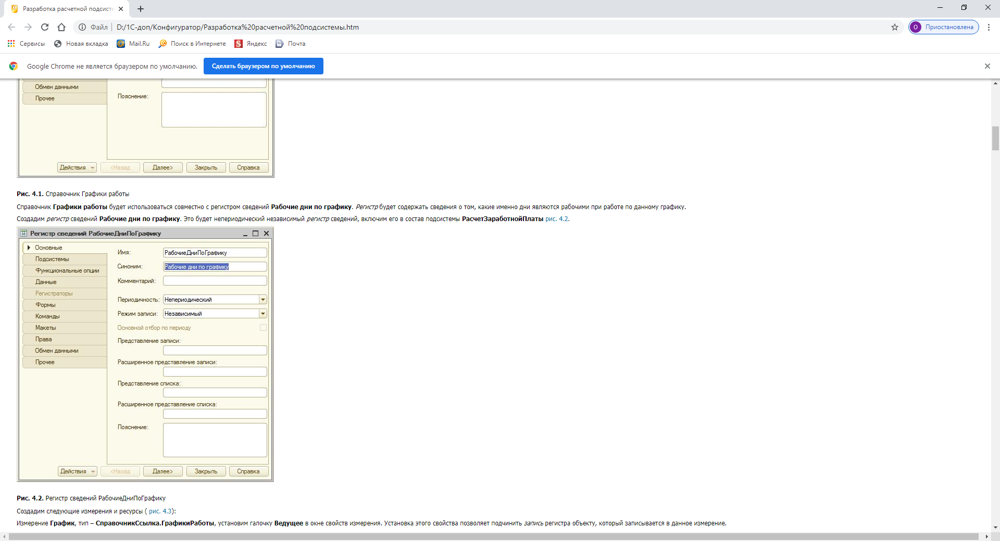 Разработка расчетной подсисте
Файл D:/1С-доп/Конфигуратор/Разработка%20расчетной%20подсистемы.htm О Приостановлена
Сервисы Новая вкладка Mail.Ru Поиск в Интернете Яндекс Почта
Google Chrome не является браузером по умолчанию. Сделать браузером по умолчанию
Обмен данными
Прочее
Пояснение:
Действия <Назад Далее> Закрыть Справка
Рис. 4.1. Справочник Графики работы
Справочник Графики работы будет использоваться совместно с регистром сведений Рабочие дни по графику. Регистр будет содержать сведения о том, какие именно дни являются рабочими при работе по данному графику.
Создадим регистр сведений Рабочие дни по графику. Это будет непериодический независимый регистр сведений, включим его в состав подсистемы РасчетЗаработнойПлаты рис. 4.2.
Регистр сведений РабочиеДниПоГрафику
Основные
Подсистемы
Функциональные опции
Данные
Регистраторы
Формы
Команды
Макеты
Права
Обмен данными
Прочее
Имя: РабочиеДниПоГрафику
Синоним: Рабочие дни по графику
Комментарий:
Периодичность: Непериодический
Режим записи: Независимый
Основной отбор по периоду
Представление записи:
Расширенное представление записи:
Представление списка:
Расширенное представление списка:
Пояснение:
Действия <Назад Далее> Закрыть Справка
Рис. 4.2. Регистр сведений РабочиеДниПоГрафику
Создадим следующие измерения и ресурсы ( рис. 4.3):
Измерение График, тип – СправочникСсылка.ГрафикиРаботы, установим галочку Ведущее в окне свойств измерения. Установка этого свойства позволяет подчинить запись регистра объекту, который записывается в данное измерение.